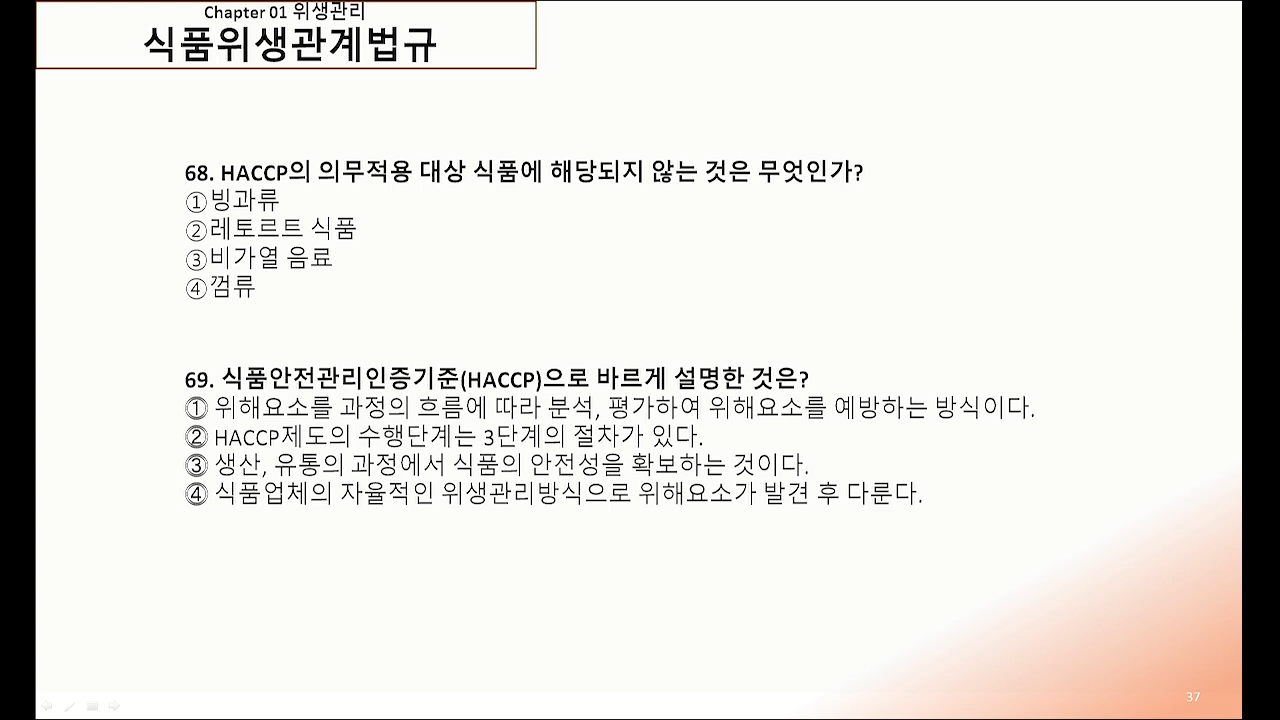 Chapter 01 위생관리
식품위생관계법규
68. HACCP의 의무적용 대상 식품에 해당되지 않는 것은 무엇인가?
①빙과류
②레토르트 식품
③비가열 음료
④껌류
69. 식품안전관리인증기준(HACCP)으로 바르게 설명한 것은?
① 위해요소를 과정의 흐름에 따라 분석, 평가하여 위해요소를 예방하는 방식이다.
② HACCP제도의 수행단계는 3단계의 절차가 있다.
③ 생산, 유통의 과정에서 식품의 안전성을 확보하는 것이다.
④ 식품업체의 자율적인 위생관리방식으로 위해요소가 발견 후 다룬다.
37